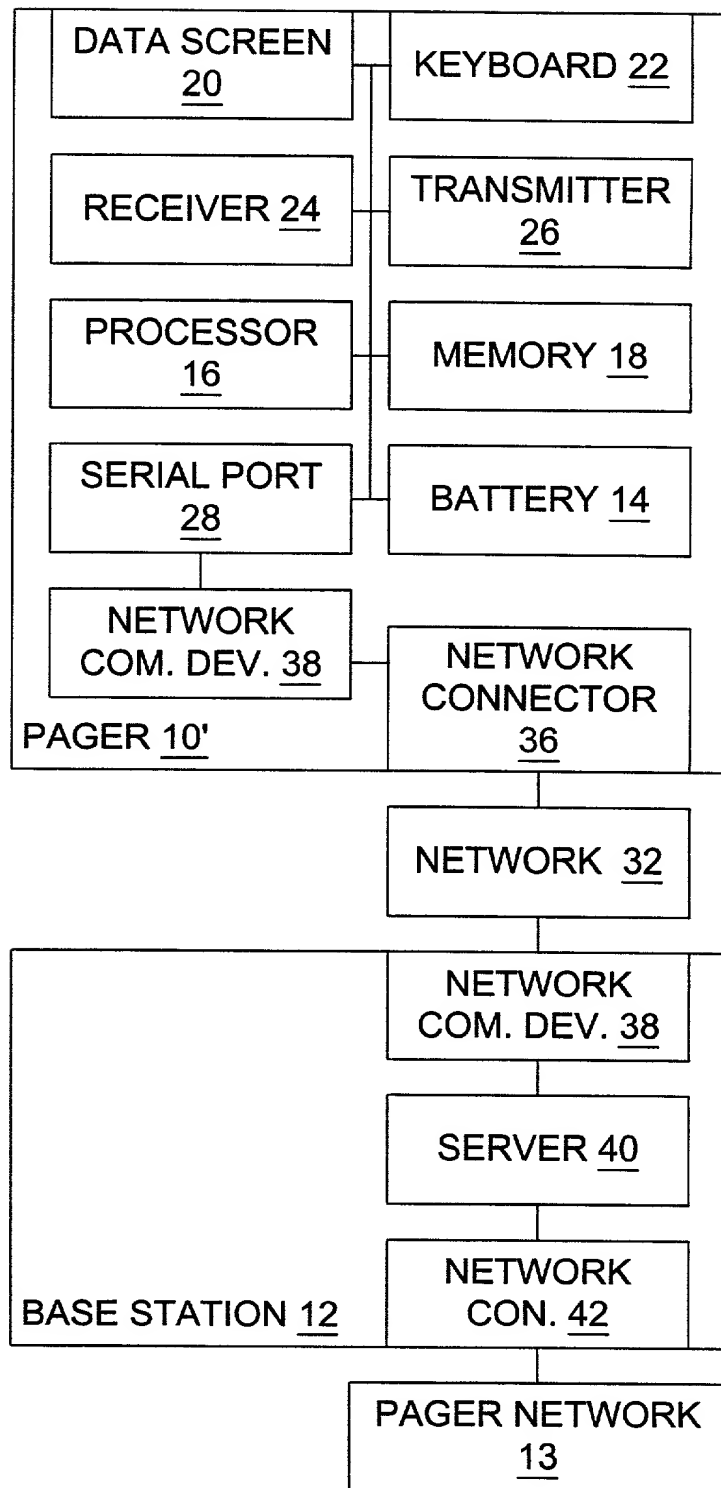 DATA SCREEN
20
KEYBOARD 22
RECEIVER 24
TRANSMITTER
26
PROCESSOR
16
MEMORY 18
SERIAL PORT
28
BATTERY 14
NETWORK
COM. DEV. 38
NETWORK
CONNECTOR
36
PAGER 10'
NETWORK 32
NETWORK
COM. DEV. 38
SERVER 40
NETWORK
CON. 42
BASE STATION 12
PAGER NETWORK
13